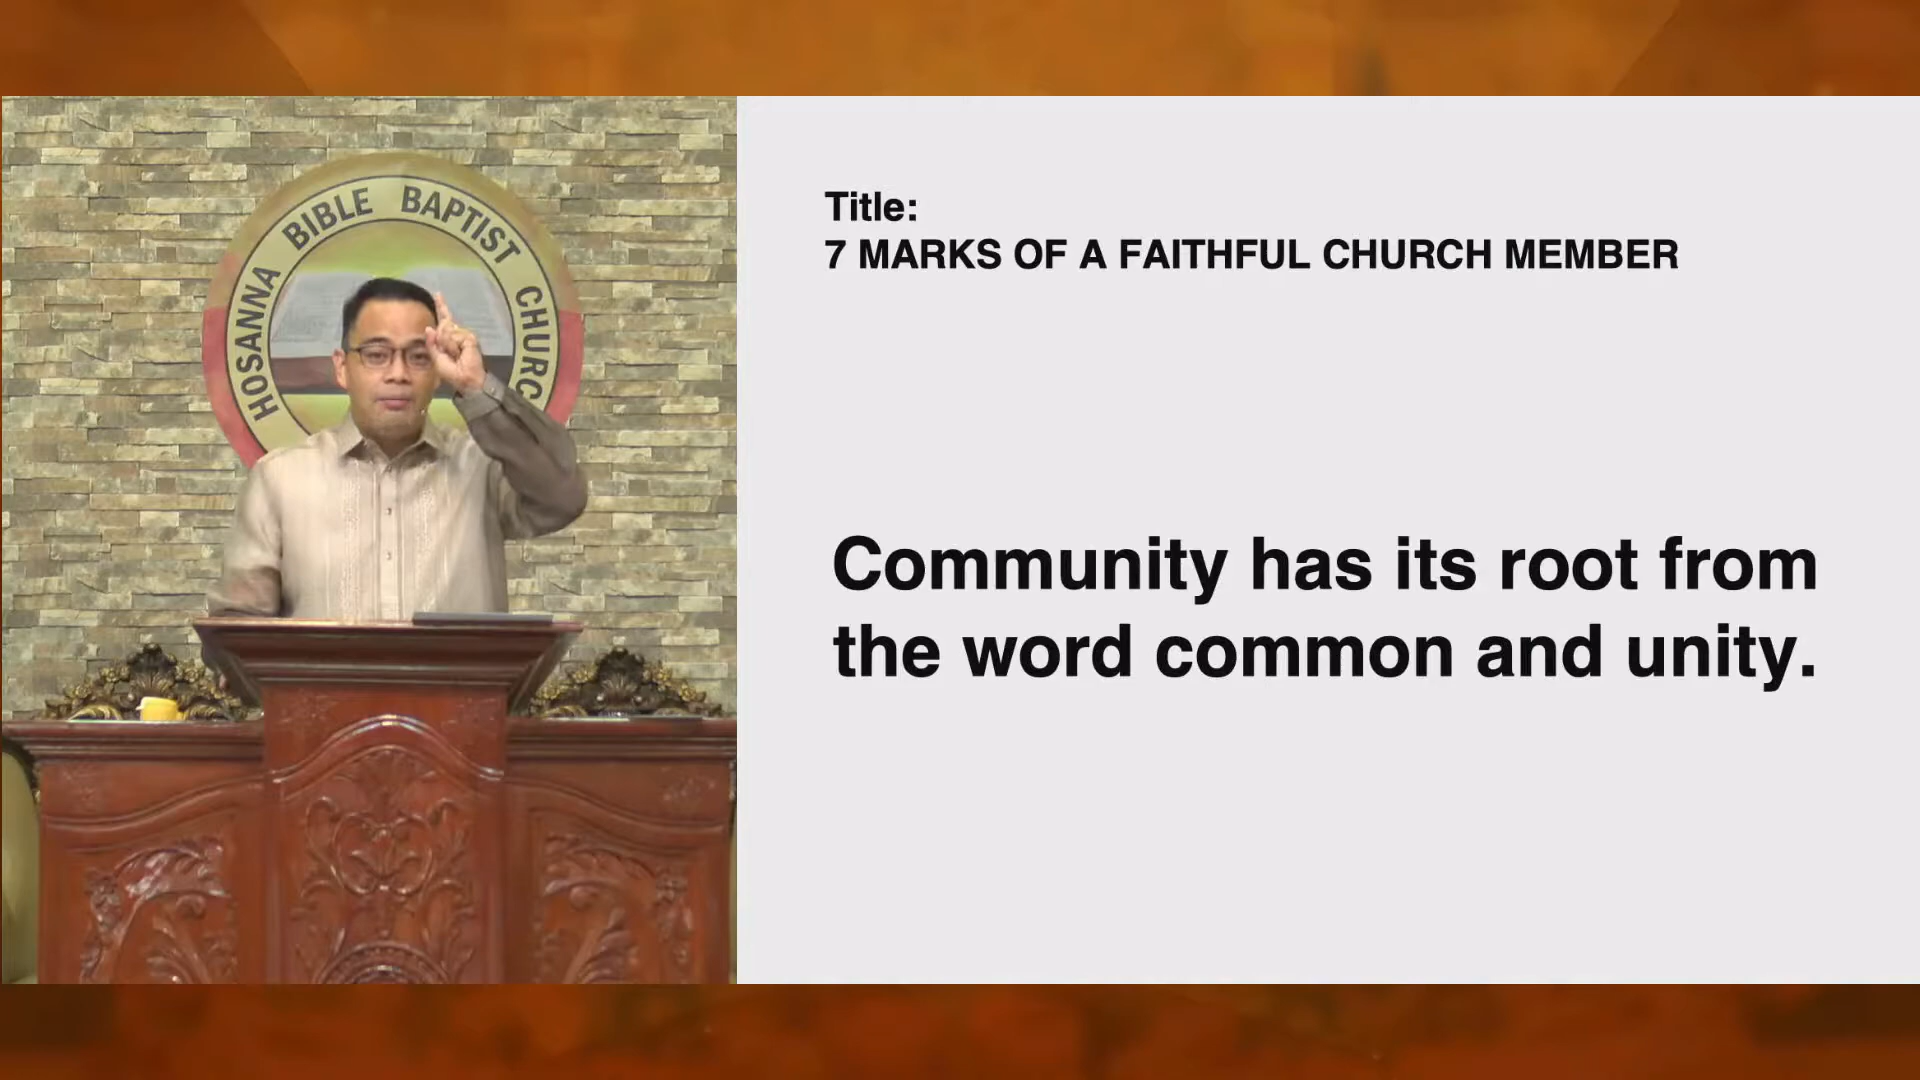 HOSANNA BIBLE BAPTIST CHURC
Title:
7 MARKS OF A FAITHFUL CHURCH MEMBER
Community has its root from
the word common and unity.